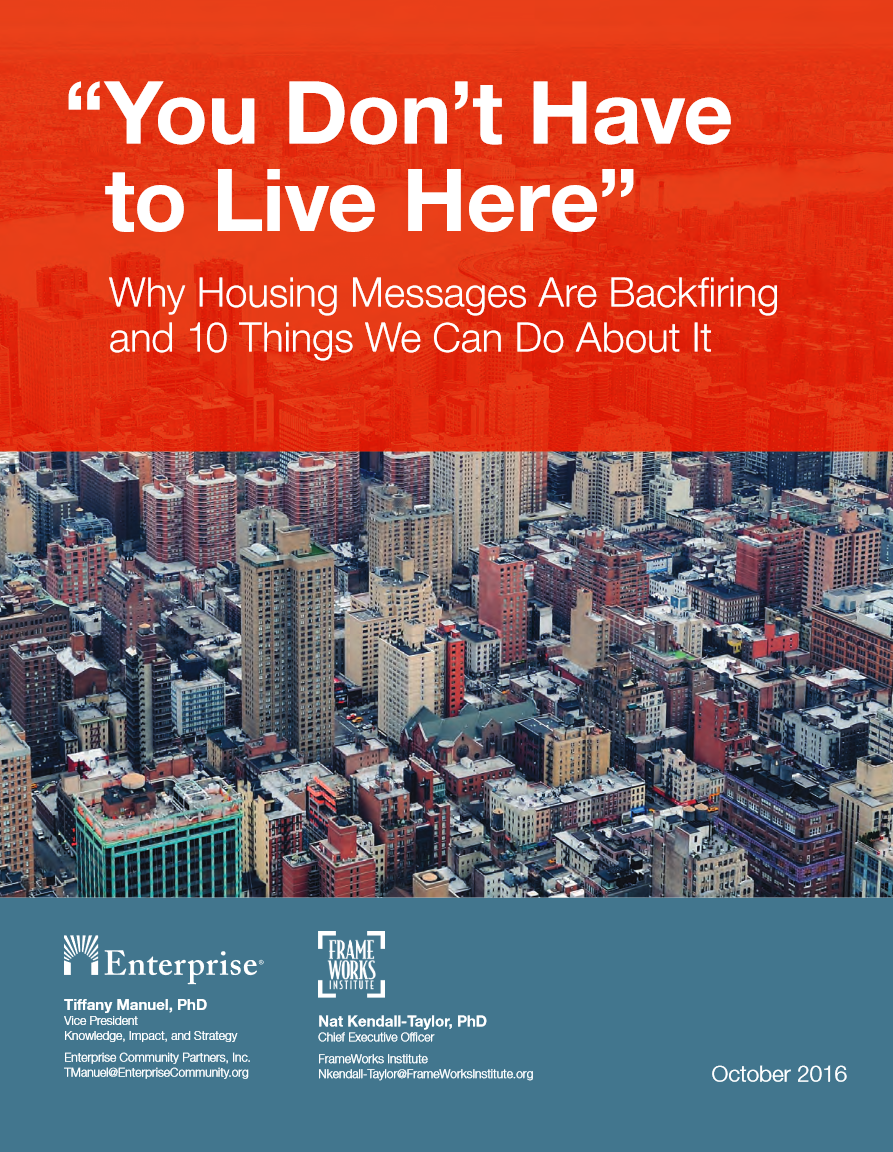 “You Don’t Have
to Live Here”
Why Housing Messages Are Backfiring
and 10 Things We Can Do About It
Enterprise®
Tiffany Manuel, PhD
Vice President
Knowledge, Impact, and Strategy
Enterprise Community Partners, Inc.
TManuel@EnterpriseCommunity.org
FRAME
WORKS
INSTITUTE
Nat Kendall-Taylor, PhD
Chief Executive Officer
FrameWorks Institute
Nkendall-Taylor@FrameWorksInstitute.org
October 2016